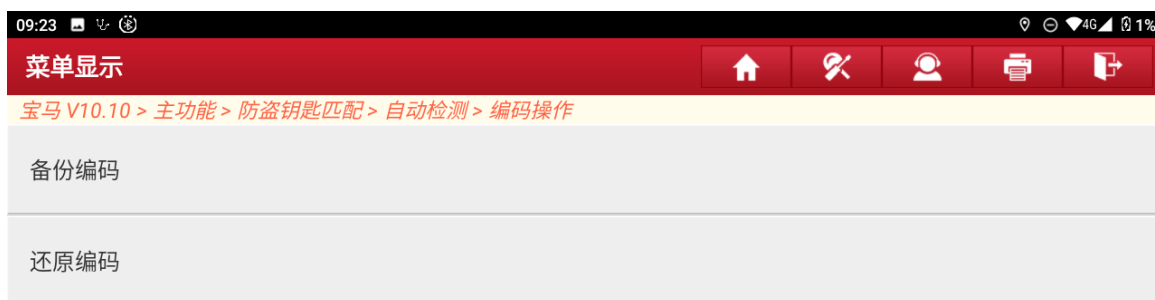 09:23 4G 1%
菜单显示
宝马 V10.10 > 主功能 > 防盗钥匙匹配 > 自动检测 > 编码操作
备份编码
还原编码